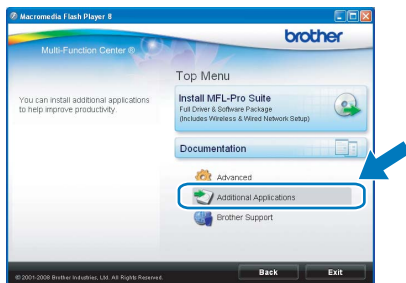 Macromedia Flash Player 8
brother
Multi-Function Center ®
Top Menu
You can install additional applications
to help improve productivity.
Install MFL-Pro Suite
Full Driver & Software Package
(Includes Wireless & Wired Network Setup)
Documentation
Advanced
Additional Applications
Brother Support
© 2001-2008 Brother Industries, Ltd. All Rights Reserved.
Back
Exit